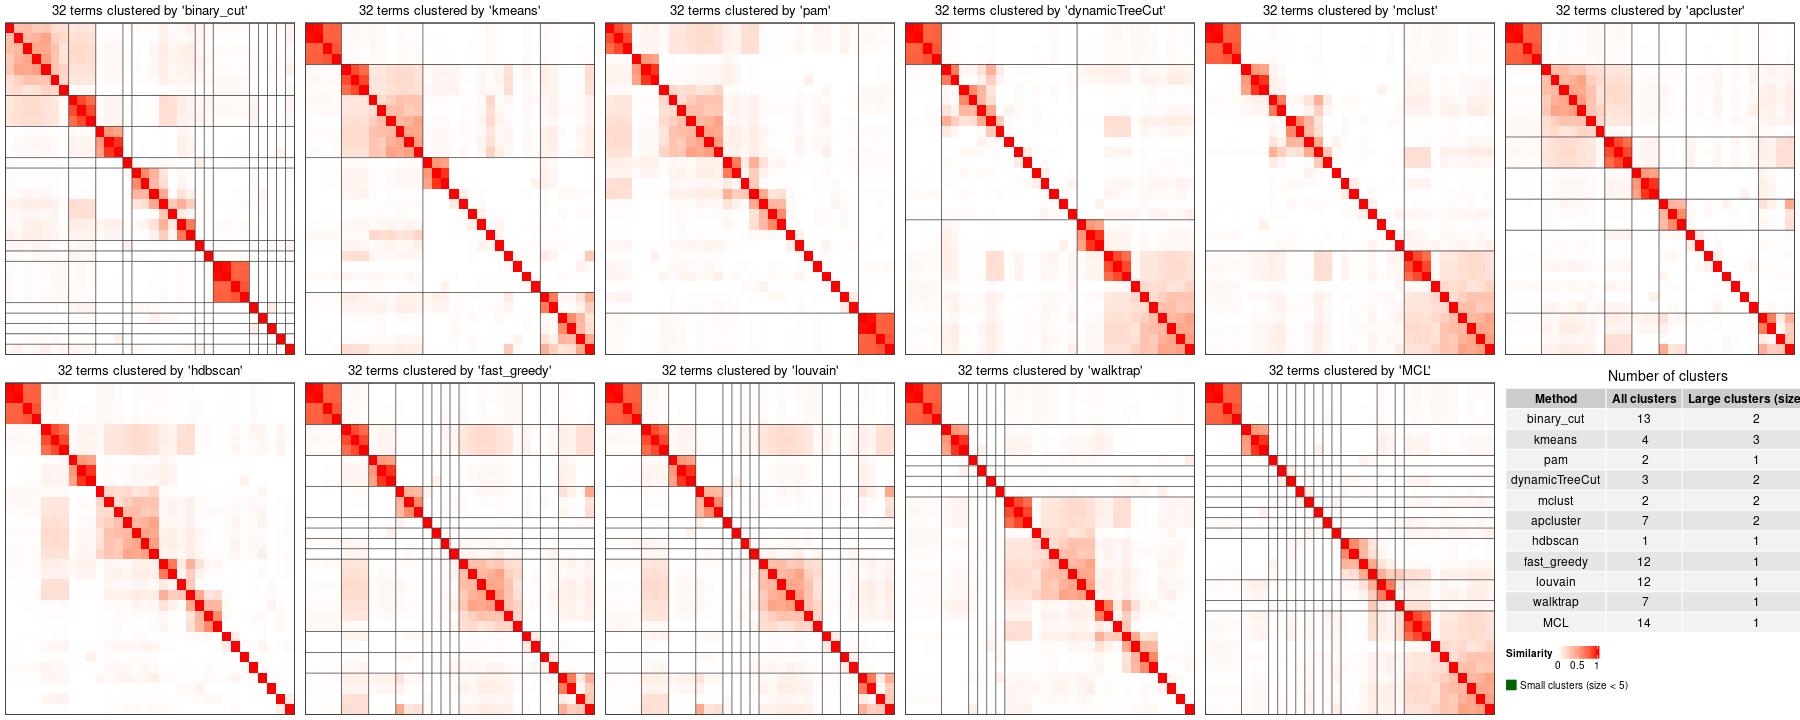 32 terms clustered by 'binary_cut'
32 terms clustered by 'kmeans'
32 terms clustered by 'pam'
32 terms clustered by 'dynamicTreeCut'
32 terms clustered by 'mclust'
32 terms clustered by 'apcluster'
32 terms clustered by 'hdbscan'
32 terms clustered by 'fast_greedy'
32 terms clustered by 'louvain'
32 terms clustered by 'walktrap'
32 terms clustered by 'MCL'
Number of clusters
Method All clusters Large clusters (size
binary_cut 13 2
kmeans 4 3
pam 2 1
dynamicTreeCut 3 2
mclust 2 2
apcluster 7 2
hdbscan 1 1
fast_greedy 12 1
louvain 12 1
walktrap 7 1
MCL 14 1
Similarity
0 0.5 1
Small clusters (size < 5)